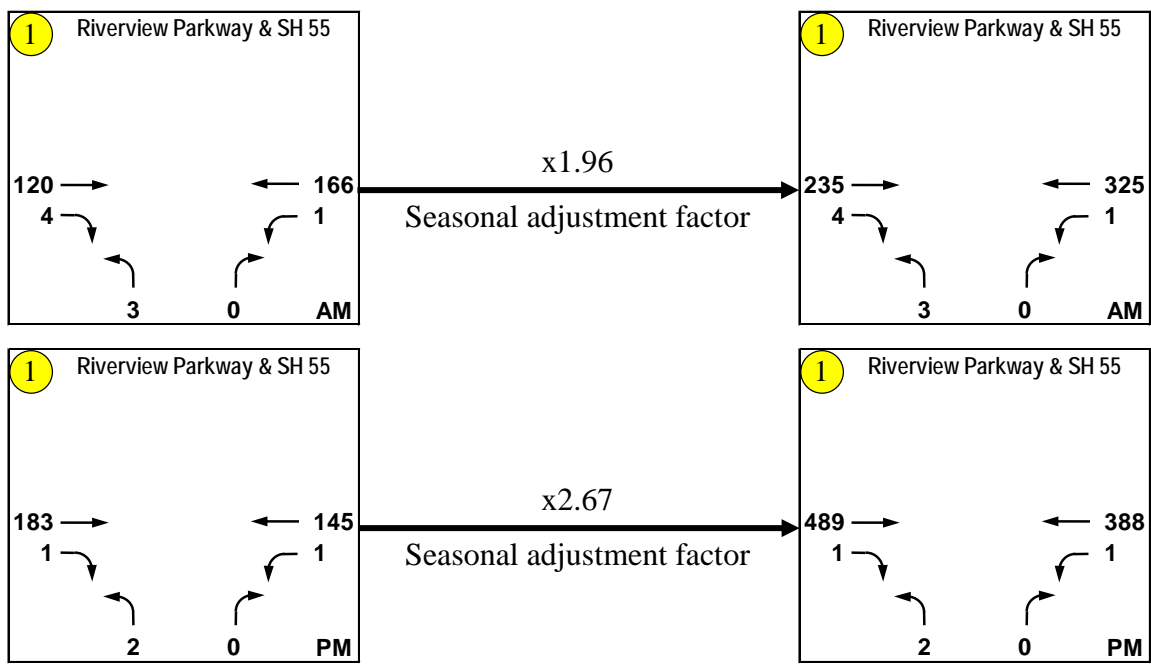 1 Riverview Parkway & SH 55
120 166
4 1
3 0 AM
x1.96
Seasonal adjustment factor
1 Riverview Parkway & SH 55
235 325
4 1
3 0 AM
1 Riverview Parkway & SH 55
183 145
1 1
2 0 PM
x2.67
Seasonal adjustment factor
1 Riverview Parkway & SH 55
489 388
1 1
2 0 PM